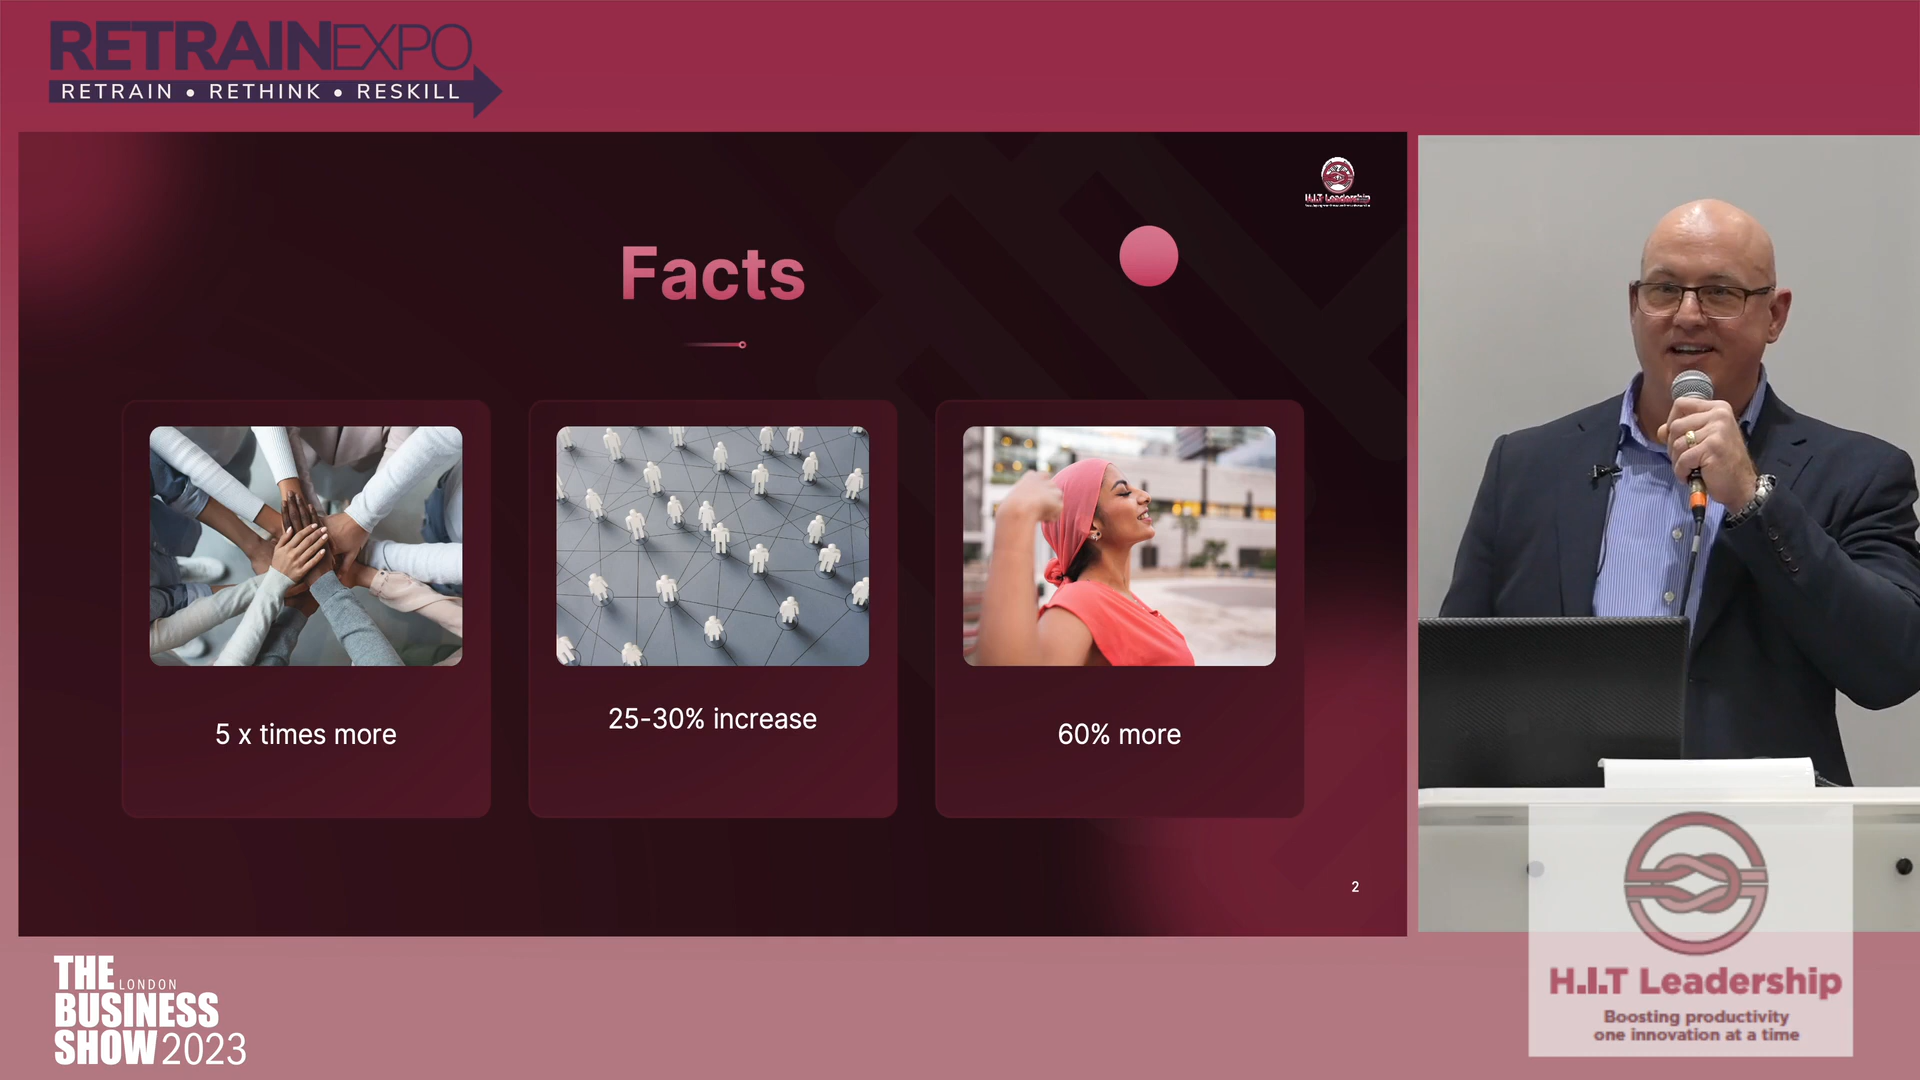 RETRAINEXPO
RETRAIN • RETHINK • RESKILL
H.I.T Leadership
Facts
5 x times more
25-30% increase
60% more
2
THE LONDON
BUSINESS
SHOW 2023
H.I.T Leadership
Boosting productivity
one innovation at a time